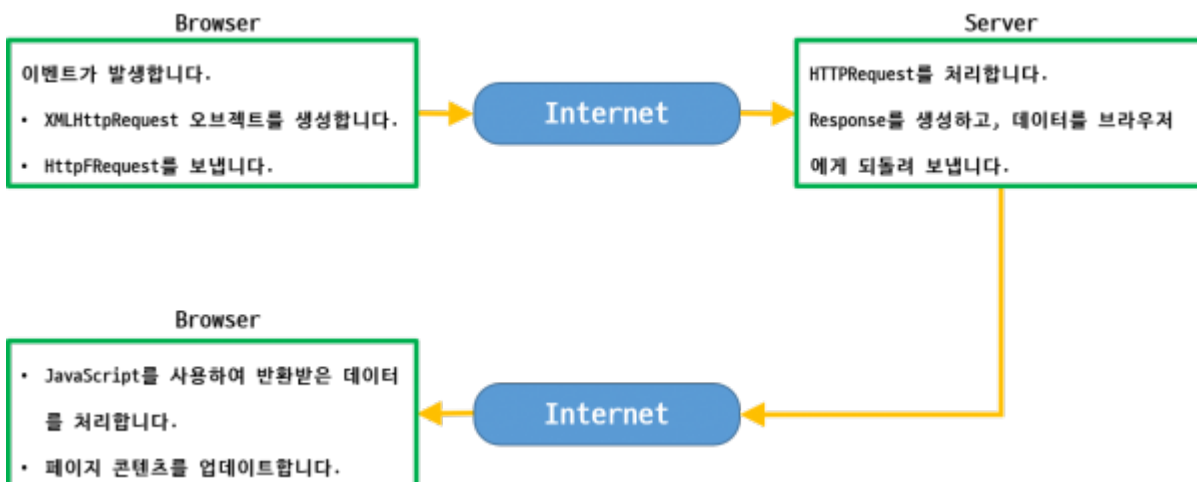 Browser
이벤트가 발생합니다.
• XMLHttpRequest 오브젝트를 생성합니다.
• HttpFRequest를 보냅니다.
Internet
Server
HTTPRequest를 처리합니다.
Response를 생성하고, 데이터를 브라우저
에게 되돌려 보냅니다.
Browser
• JavaScript를 사용하여 반환받은 데이터
를 처리합니다.
• 페이지 콘텐츠를 업데이트합니다.
Internet